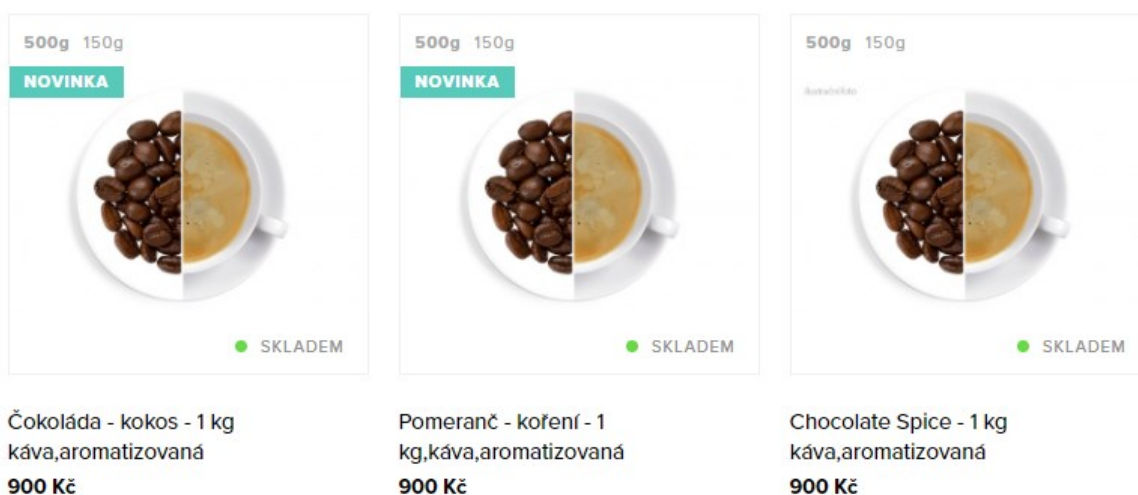 500g 150g
NOVINKA
SKLADEM
Čokoláda - kokos - 1 kg
káva,aromatizovaná
900 Kč
500g 150g
NOVINKA
SKLADEM
Pomeranč - koření - 1
kg,káva,aromatizovaná
900 Kč
500g 150g
SKLADEM
Chocolate Spice - 1 kg
káva,aromatizovaná
900 Kč